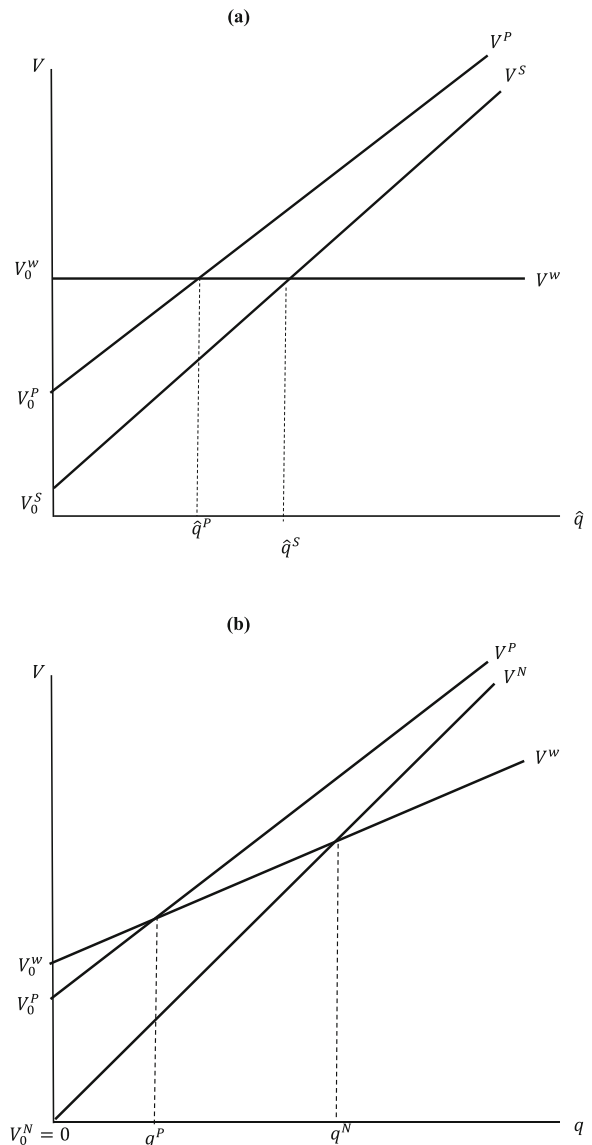 (a)
V^P
V
V^S
V_0^w
V^w
V_0^P
V_0^S
q̂
q̂^P
q̂^S
(b)
V^P
V
V^N
V^w
V_0^w
V_0^P
V_0^N = 0
q^P
q^N
q